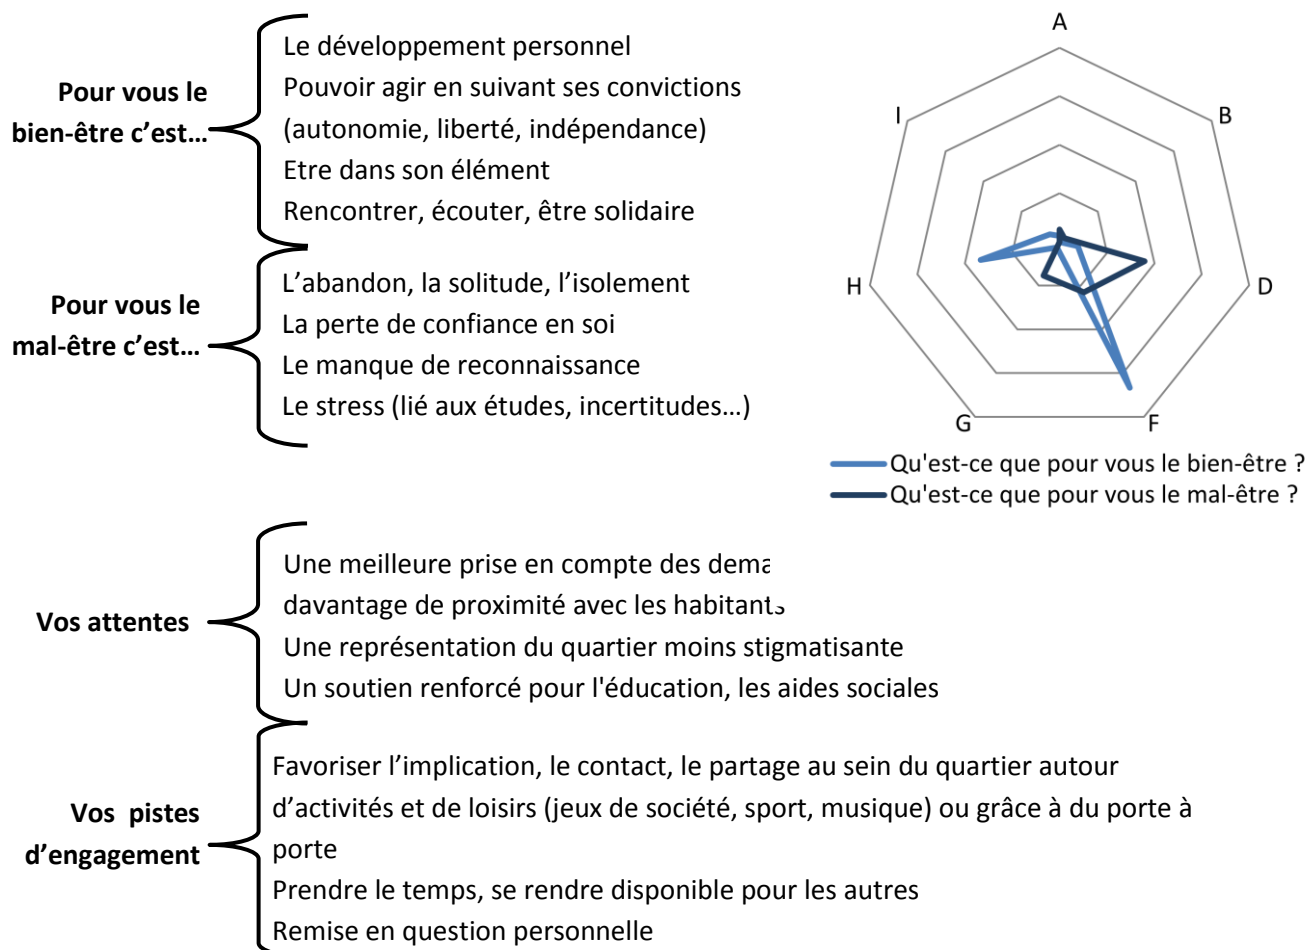 Pour vous le
bien-être c’est…
Le développement personnel
Pouvoir agir en suivant ses convictions
(autonomie, liberté, indépendance)
Etre dans son élément
Rencontrer, écouter, être solidaire
Pour vous le
mal-être c’est…
L’abandon, la solitude, l’isolement
La perte de confiance en soi
Le manque de reconnaissance
Le stress (lié aux études, incertitudes…)
A
B
D
F
G
H
I
Qu'est-ce que pour vous le bien-être ?
Qu'est-ce que pour vous le mal-être ?
Vos attentes
Une meilleure prise en compte des
davantage de proximité avec les habitants
Une représentation du quartier moins stigmatisante
Un soutien renforcé pour l'éducation, les aides sociales
Vos pistes
d’engagement
Favoriser l’implication, le contact, le partage au sein du quartier autour
d’activités et de loisirs (jeux de société, sport, musique) ou grâce à du porte à
porte
Prendre le temps, se rendre disponible pour les autres
Remise en question personnelle